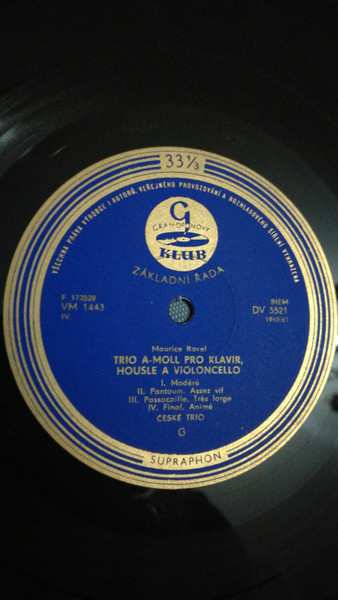 33⅓
VŠECHNA PRÁVA VÝROBCE I AUTORŮ, VEŘEJNÉHO PROVOZOVÁNÍ A ROZHLASOVÉHO ŠÍŘENÍ VYHRAZENA
G
GRAMOFONOVÝ
KLUB
ZÁKLADNÍ ŘADA
F 172529
VM 1443
IV.
BIEM
DV 5521
Maurice Ravel
TRIO A-MOLL PRO KLAVÍR,
HOUSLE A VIOLONCELLO
I. Modéré
II. Pantoum. Assez vif
III. Passacaille. Très large
IV. Final. Animé
ČESKÉ TRIO
G
SUPRAPHON